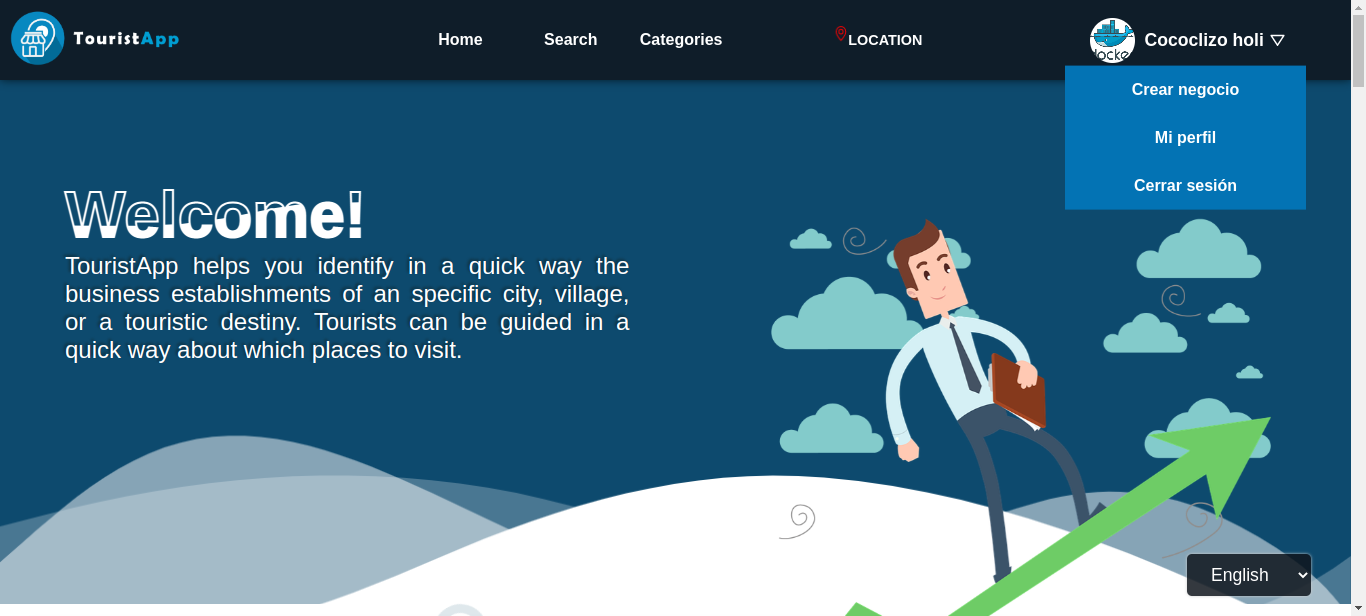 TouristApp
Home
Search
Categories
LOCATION
docker
Cococlizo holi
Crear negocio
Mi perfil
Cerrar sesión
Welcome!
TouristApp helps you identify in a quick way the
business establishments of an specific city, village,
or a touristic destiny. Tourists can be guided in a
quick way about which places to visit.
English